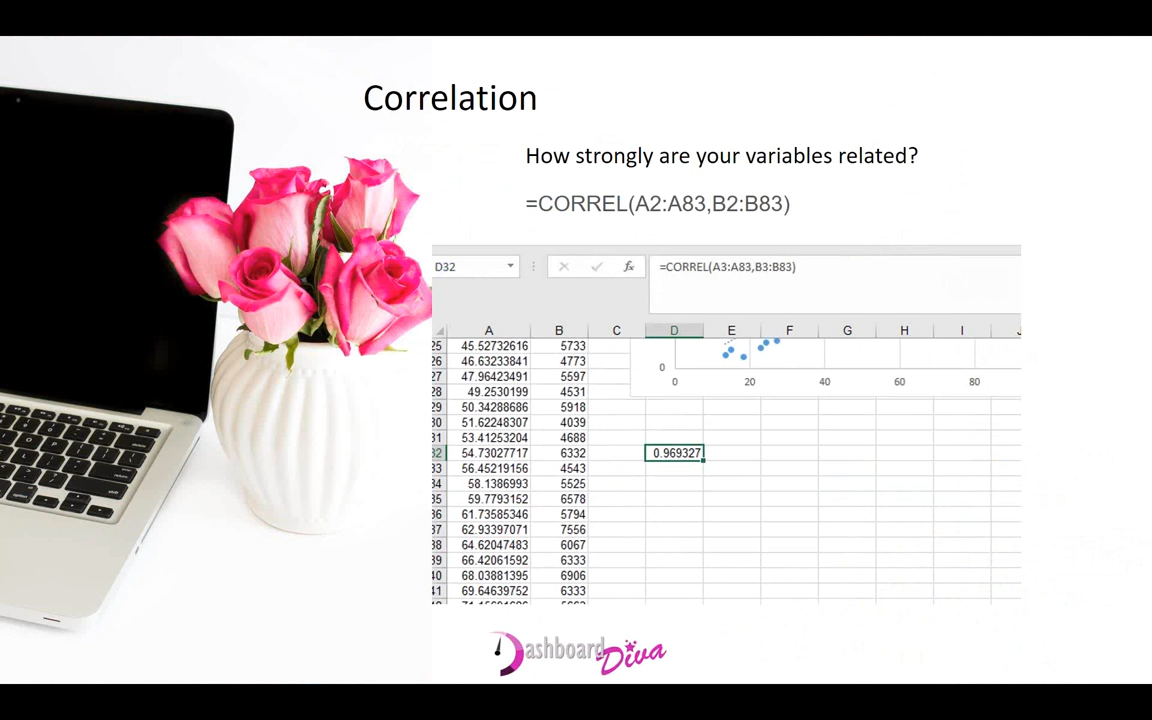 Correlation
How strongly are your variables related?
=CORREL(A2:A83,B2:B83)
D32 fx =CORREL(A3:A83,B3:B83)
A B C D E F G H I
25 45.52732616 5733
26 46.63233841 4773 0
27 47.96423491 5597 0 20 40 60 80
28 49.2530199 4531
29 50.34288686 5918
30 51.62248307 4039
31 53.41253204 4688
32 54.73027717 6332 0.969327
33 56.45219156 4543
34 58.1386993 5525
35 59.7793152 6578
36 61.73585346 5794
37 62.93397071 7556
38 64.62047483 6067
39 66.42061592 6333
40 68.03881395 6906
41 69.64639752 6333
Dashboard Diva